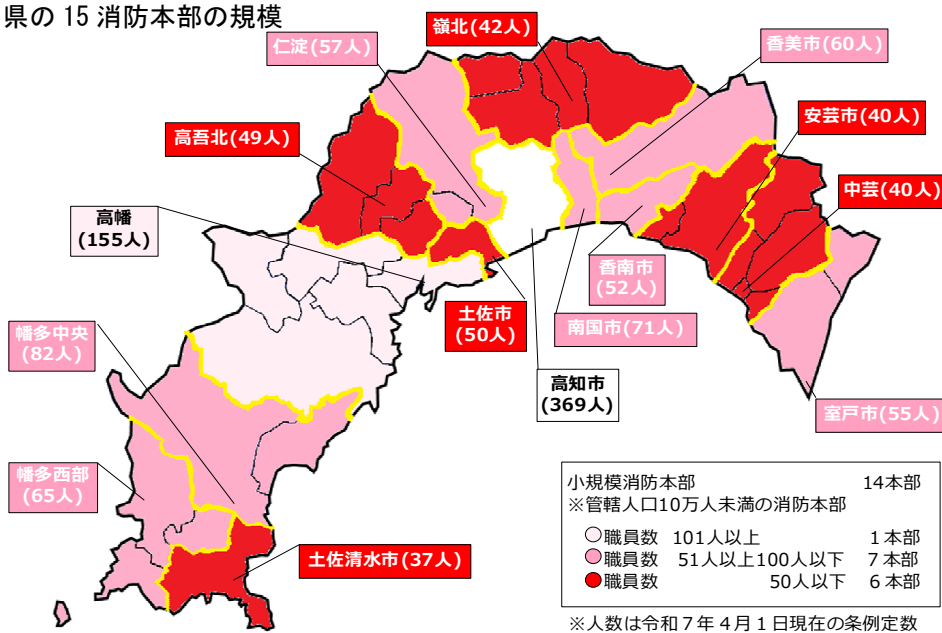 県の 15 消防本部の規模
嶺北(42人)
仁淀(57人)
香美市(60人)
安芸市(40人)
高吾北(49人)
中芸(40人)
高幡
(155人)
香南市
(52人)
土佐市
(50人)
南国市(71人)
幡多中央
(82人)
高知市
(369人)
室戸市(55人)
幡多西部
(65人)
土佐清水市(37人)
小規模消防本部 14本部
※管轄人口10万人未満の消防本部
職員数 101人以上 1本部
職員数 51人以上100人以下 7本部
職員数 50人以下 6本部
※人数は令和7年4月1日現在の条例定数